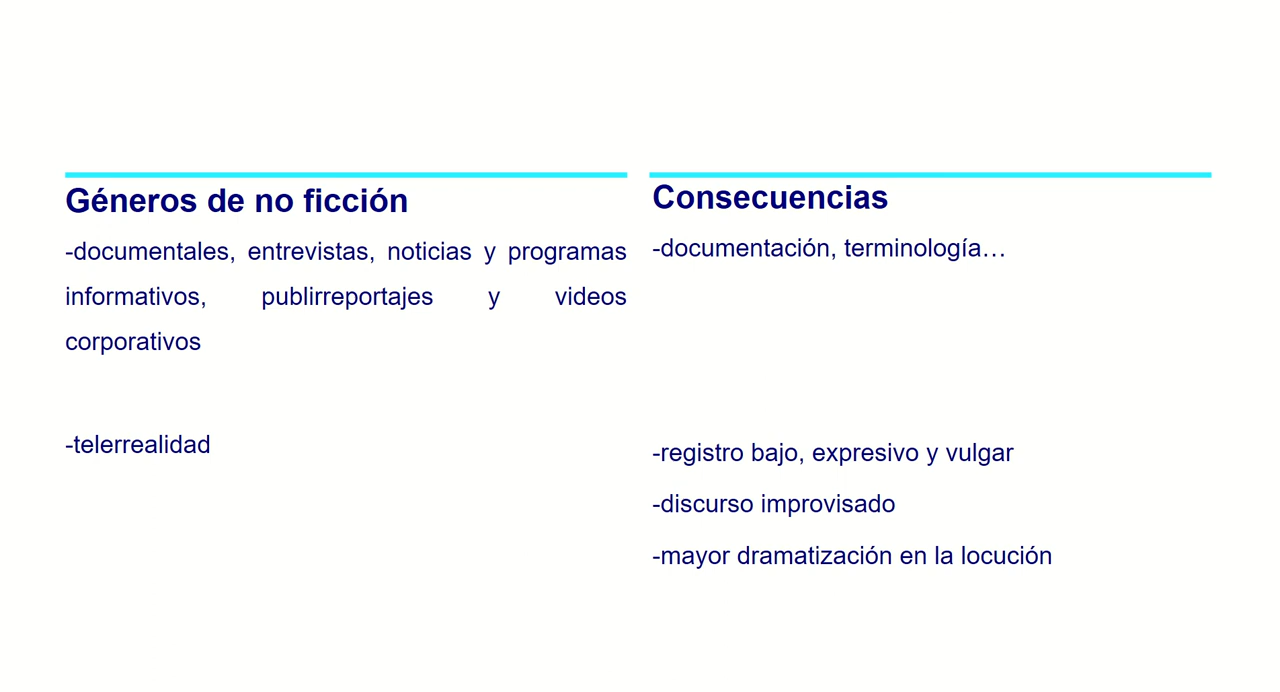 Géneros de no ficción
-documentales, entrevistas, noticias y programas
informativos, publirreportajes y videos
corporativos
-telerrealidad
Consecuencias
-documentación, terminología…
-registro bajo, expresivo y vulgar
-discurso improvisado
-mayor dramatización en la locución